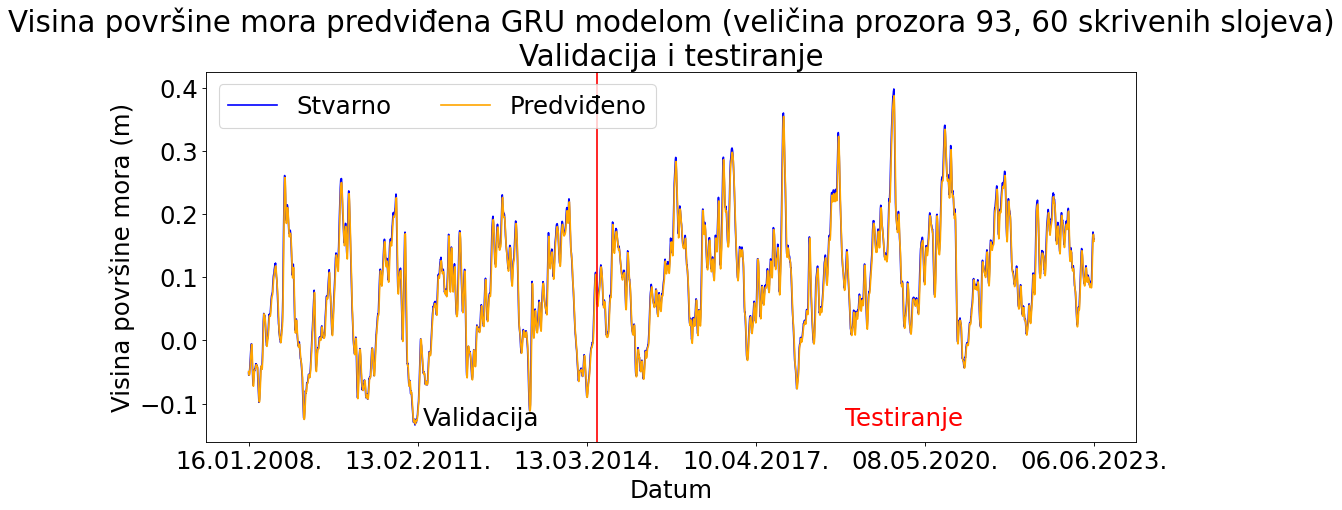 Visina površine mora predviđena GRU modelom (veličina prozora 93, 60 skrivenih slojeva)
Validacija i testiranje
Stvarno
Predviđeno
Visina površine mora (m)
0.4
0.3
0.2
0.1
0.0
−0.1
Validacija
Testiranje
16.01.2008.
13.02.2011.
13.03.2014.
10.04.2017.
08.05.2020.
06.06.2023.
Datum